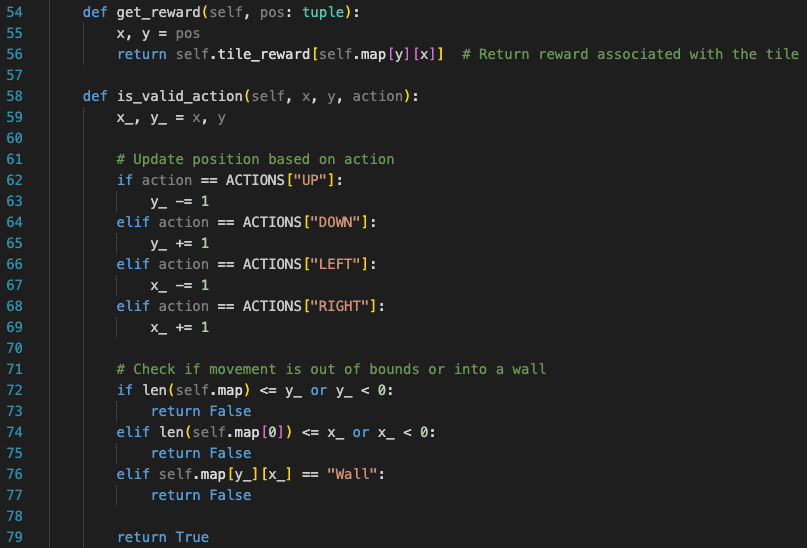 54 def get_reward(self, pos: tuple):
55 x, y = pos
56 return self.tile_reward[self.map[y][x]] # Return reward associated with the tile
57
58 def is_valid_action(self, x, y, action):
59 x_, y_ = x, y
60
61 # Update position based on action
62 if action == ACTIONS["UP"]:
63 y_ -= 1
64 elif action == ACTIONS["DOWN"]:
65 y_ += 1
66 elif action == ACTIONS["LEFT"]:
67 x_ -= 1
68 elif action == ACTIONS["RIGHT"]:
69 x_ += 1
70
71 # Check if movement is out of bounds or into a wall
72 if len(self.map) <= y_ or y_ < 0:
73 return False
74 elif len(self.map[0]) <= x_ or x_ < 0:
75 return False
76 elif self.map[y_][x_] == "Wall":
77 return False
78
79 return True